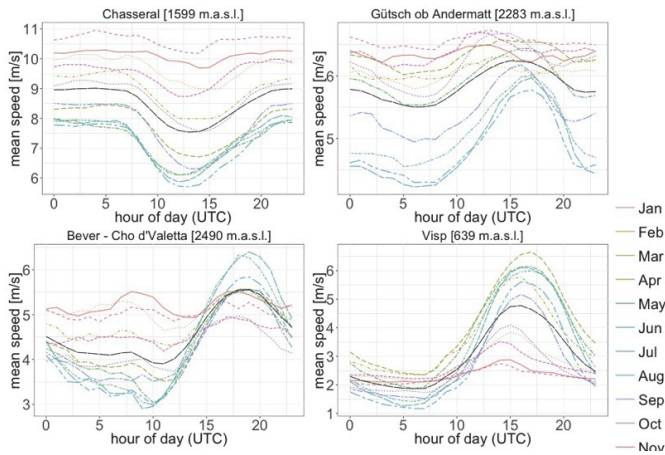 Chasseral [1599 m.a.s.l.]
Gütsch ob Andermatt [2283 m.a.s.l.]
mean speed [m/s]
11
10
9
8
7
6
0
5
10
15
20
hour of day (UTC)
mean speed [m/s]
6
5
0
5
10
15
20
hour of day (UTC)
Bever - Cho d'Valetta [2490 m.a.s.l.]
Visp [639 m.a.s.l.]
mean speed [m/s]
6
5
4
3
0
5
10
15
20
hour of day (UTC)
mean speed [m/s]
6
5
4
3
2
1
0
5
10
15
20
hour of day (UTC)
Jan
Feb
Mar
Apr
May
Jun
Jul
Aug
Sep
Oct
Nov